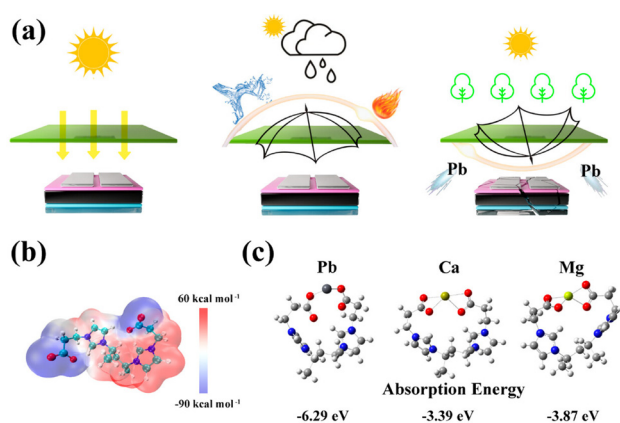 (a)
Pb
Pb
(b)
60 kcal mol⁻¹
-90 kcal mol⁻¹
(c)
Pb Ca Mg
Absorption Energy
-6.29 eV -3.39 eV -3.87 eV